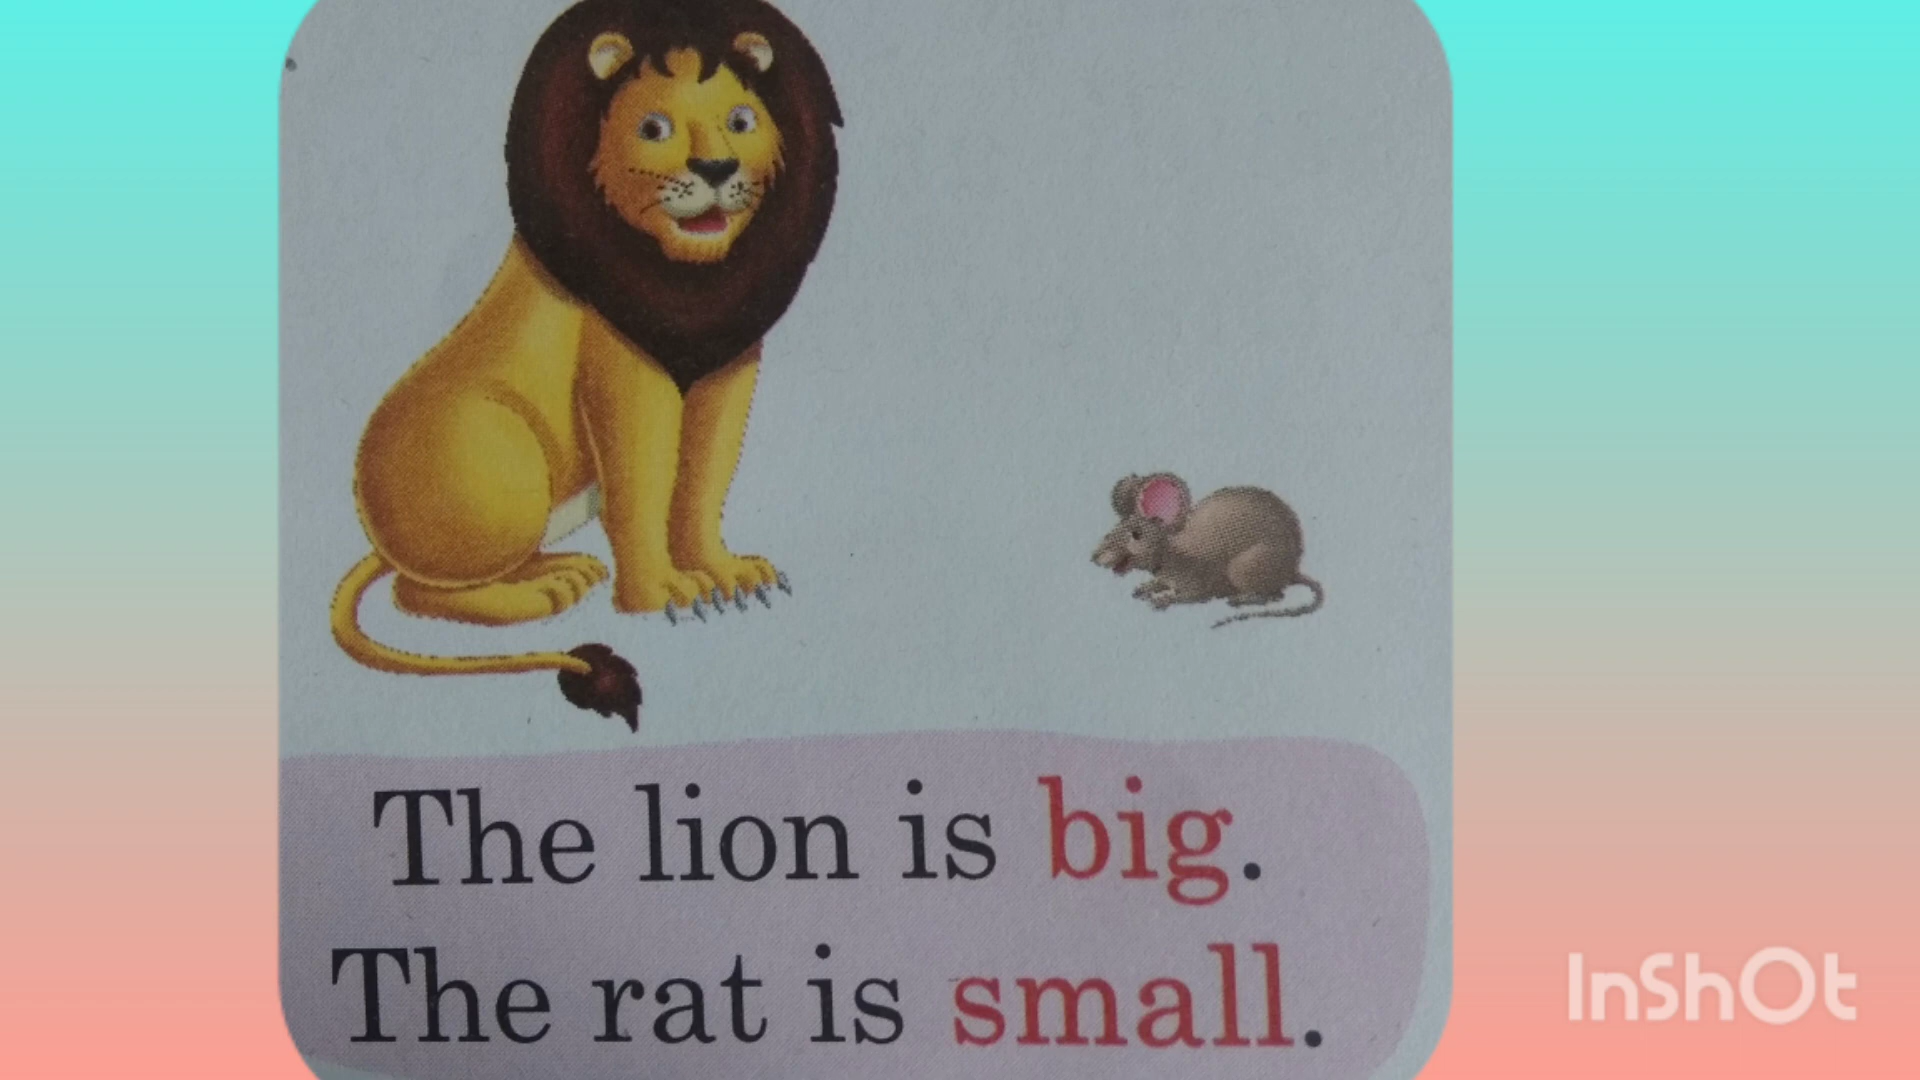 The lion is big.
The rat is small.
InShOt